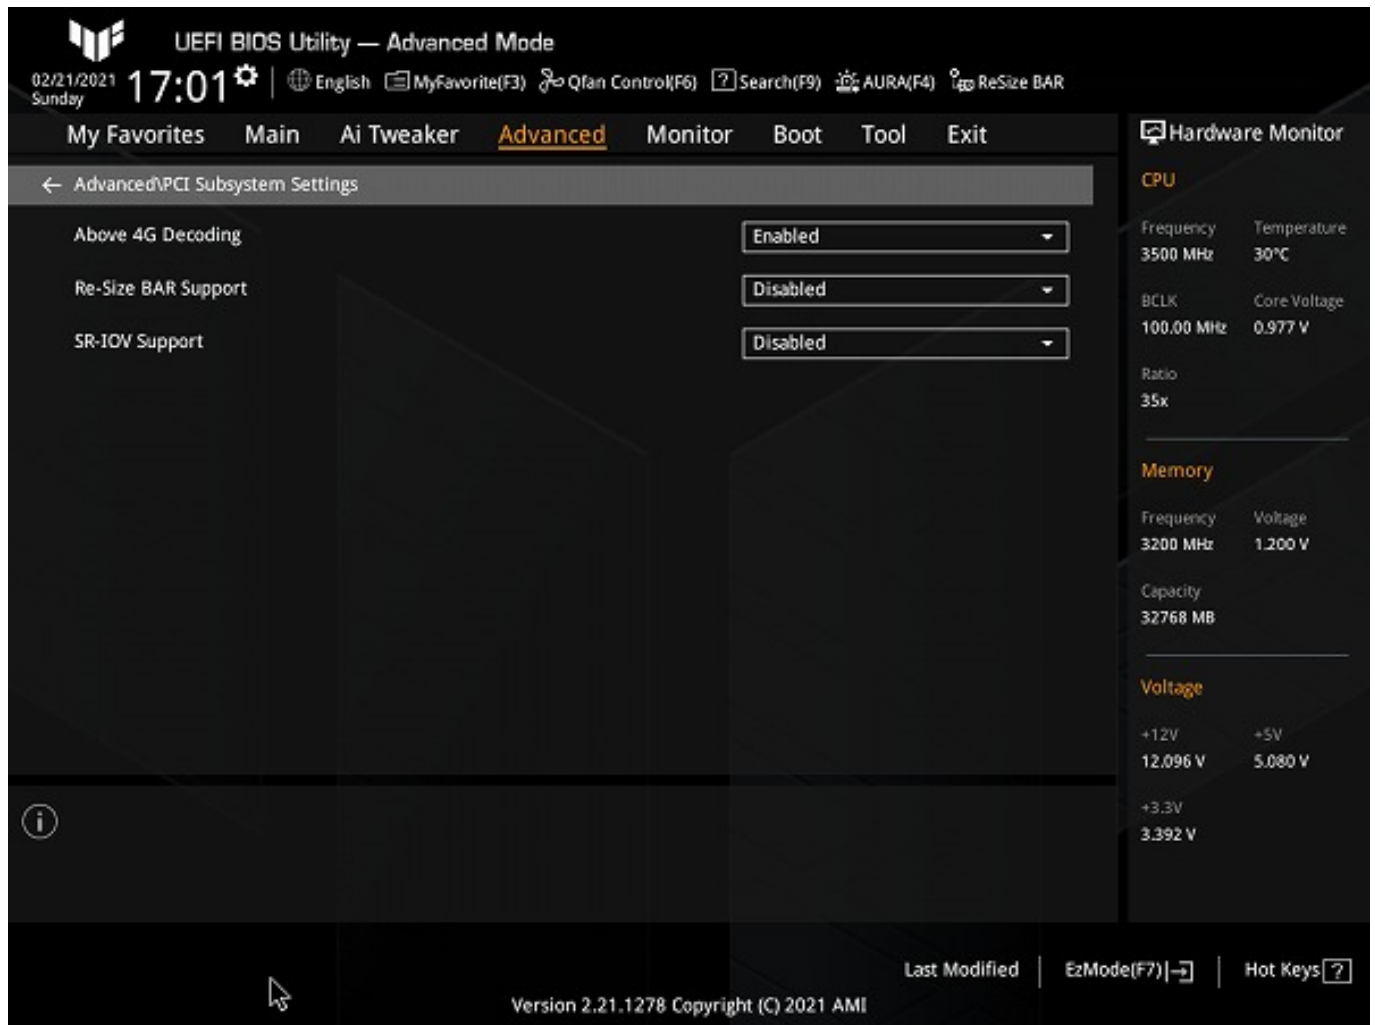 UEFI BIOS Utility — Advanced Mode
02/21/2021 Sunday 17:01 English MyFavorite(F3) Qfan Control(F6) ? Search(F9) AURA(F4) ReSize BAR
My Favorites Main Ai Tweaker Advanced Monitor Boot Tool Exit
← Advanced\PCI Subsystem Settings
Above 4G Decoding Enabled
Re-Size BAR Support Disabled
SR-IOV Support Disabled
Hardware Monitor
CPU
Frequency Temperature
3500 MHz 30°C
BCLK Core Voltage
100.00 MHz 0.977 V
Ratio
35x
Memory
Frequency Voltage
3200 MHz 1.200 V
Capacity
32768 MB
Voltage
+12V +5V
12.096 V 5.080 V
+3.3V
3.392 V
i
Last Modified EzMode(F7) Hot Keys ?
Version 2.21.1278 Copyright (C) 2021 AMI